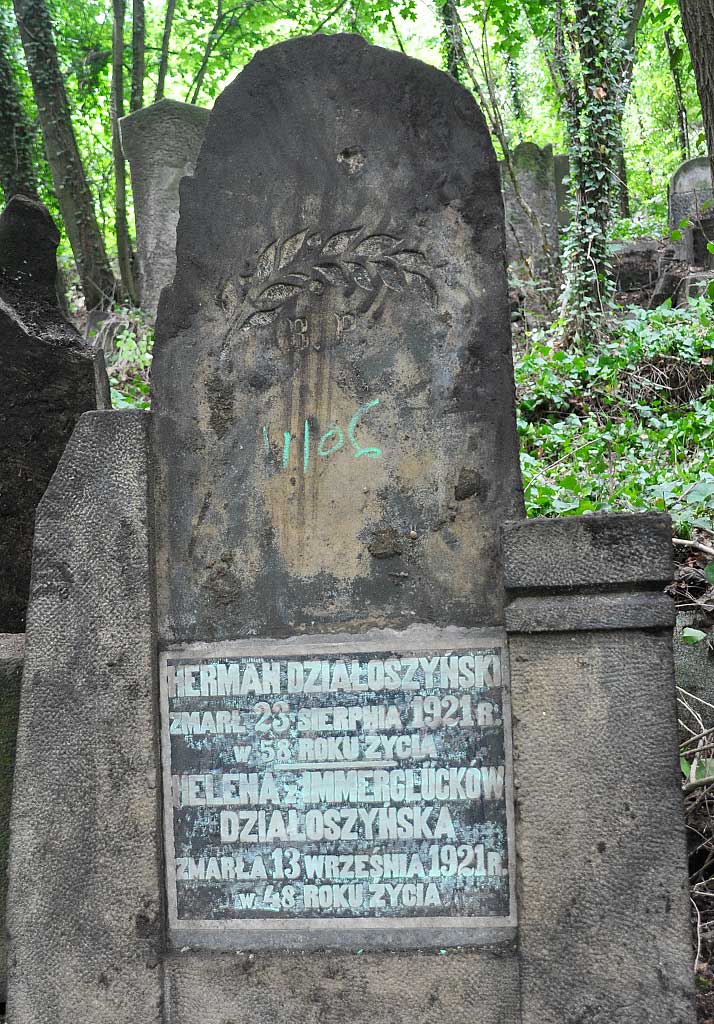 Ś. P.
1105
HERMAN DZIAŁOSZYŃSKI
ZMARŁ 23 SIERPNIA 1921 R.
W 58 ROKU ŻYCIA
HELENA z IMMERGLÜCKÓW
DZIAŁOSZYŃSKA
ZMARŁA 13 WRZEŚNIA 1921 R.
W 48 ROKU ŻYCIA